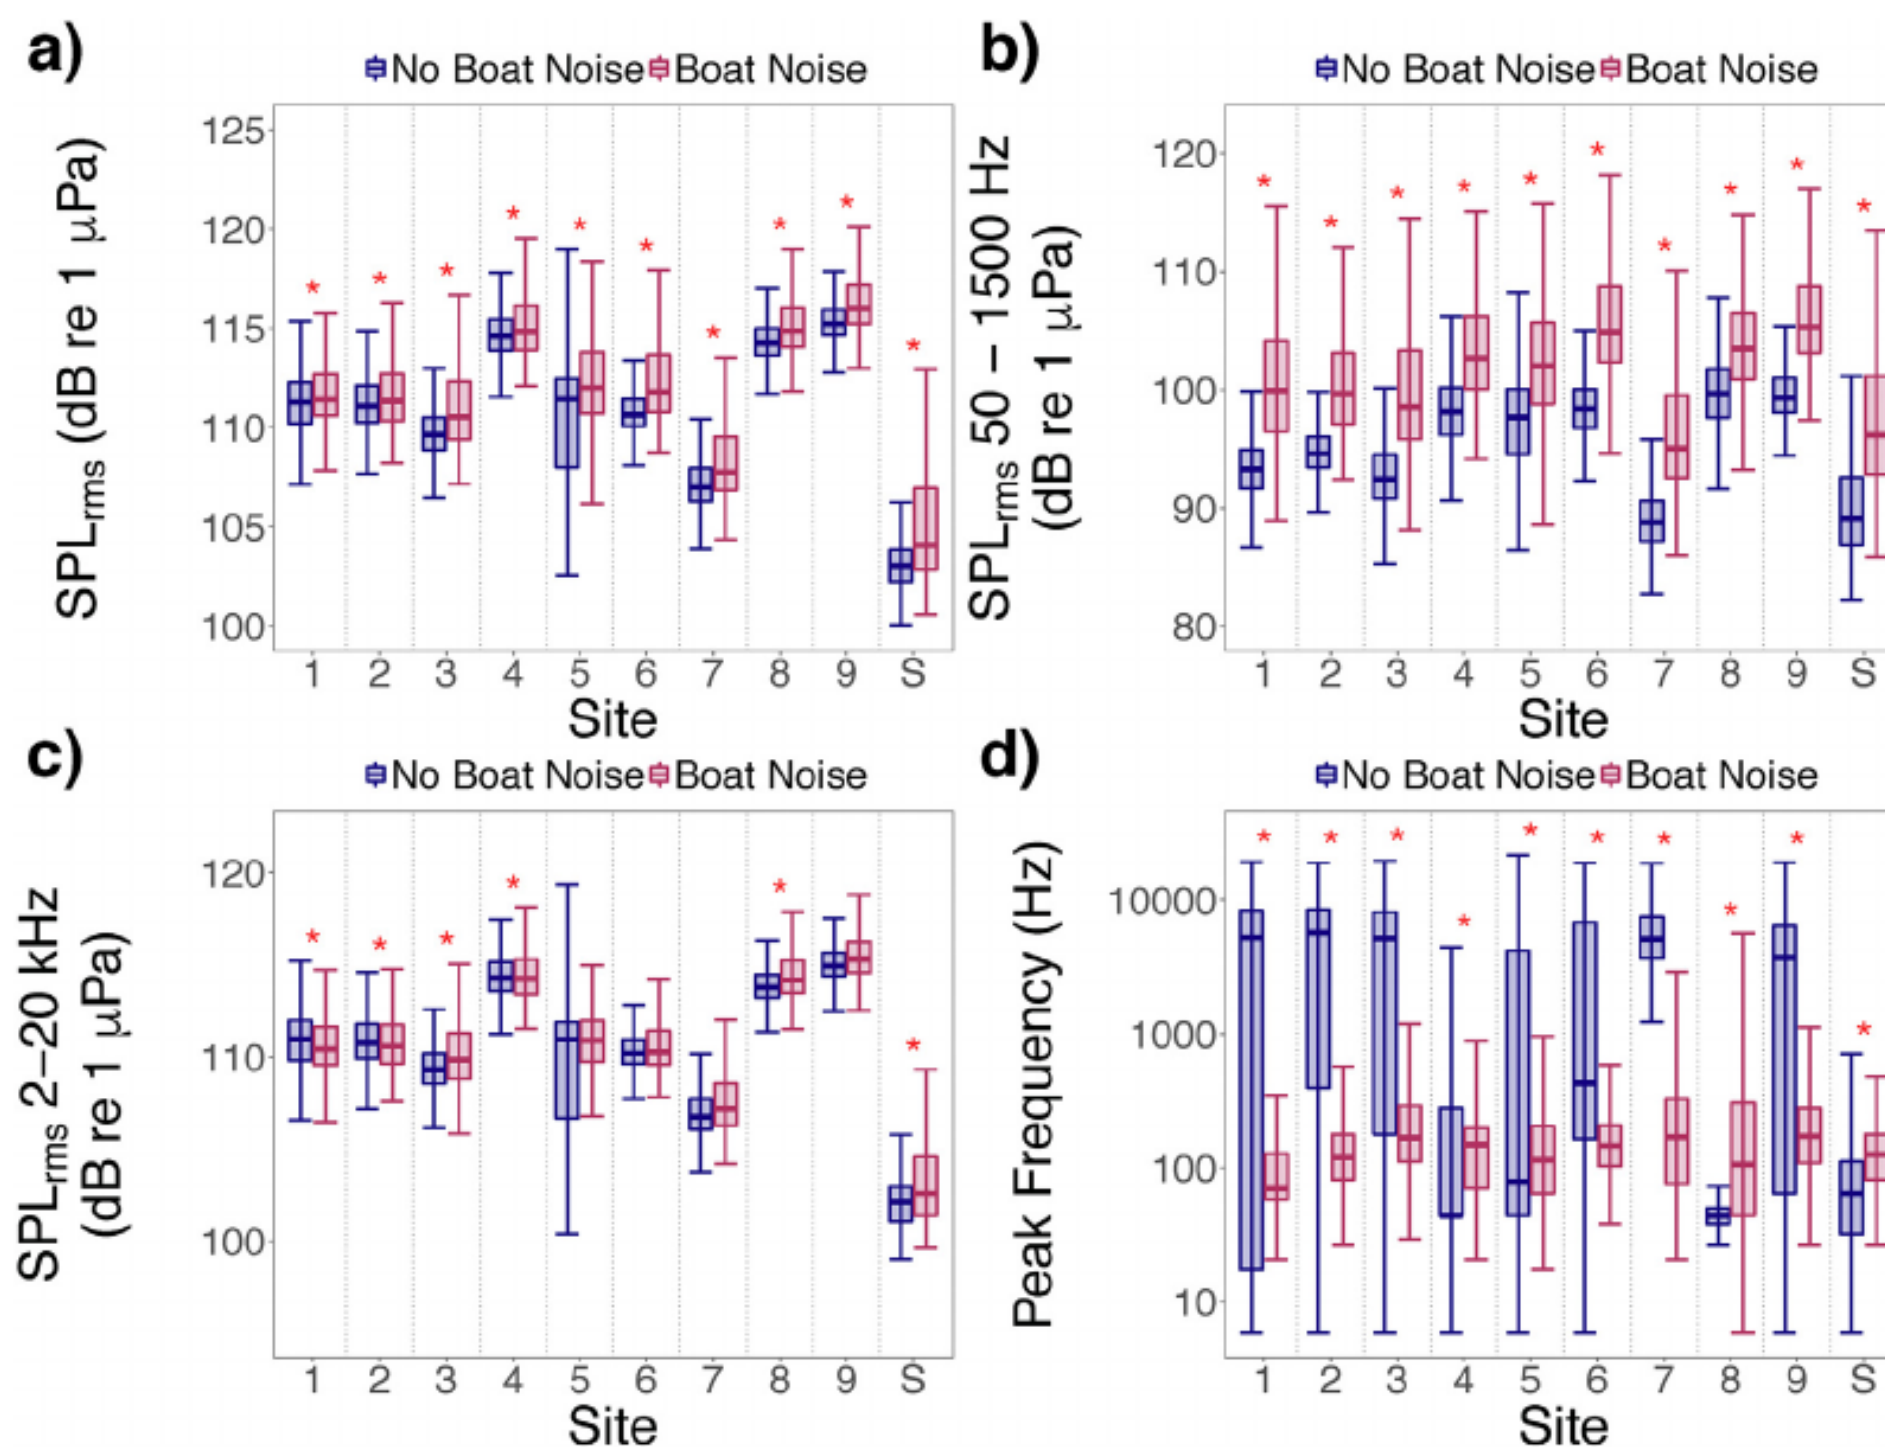 a)
No Boat Noise Boat Noise
SPLrms (dB re 1 µPa)
125
120
115
110
105
100
* * * * * * * * * *
1 2 3 4 5 6 7 8 9 S
Site
b)
No Boat Noise Boat Noise
SPLrms 50 – 1500 Hz
(dB re 1 µPa)
120
110
100
90
80
* * * * * * * * * *
1 2 3 4 5 6 7 8 9 S
Site
c)
No Boat Noise Boat Noise
SPLrms 2–20 kHz
(dB re 1 µPa)
120
110
100
* * * * * *
1 2 3 4 5 6 7 8 9 S
Site
d)
No Boat Noise Boat Noise
Peak Frequency (Hz)
10000
1000
100
10
* * * * * * * * * *
1 2 3 4 5 6 7 8 9 S
Site